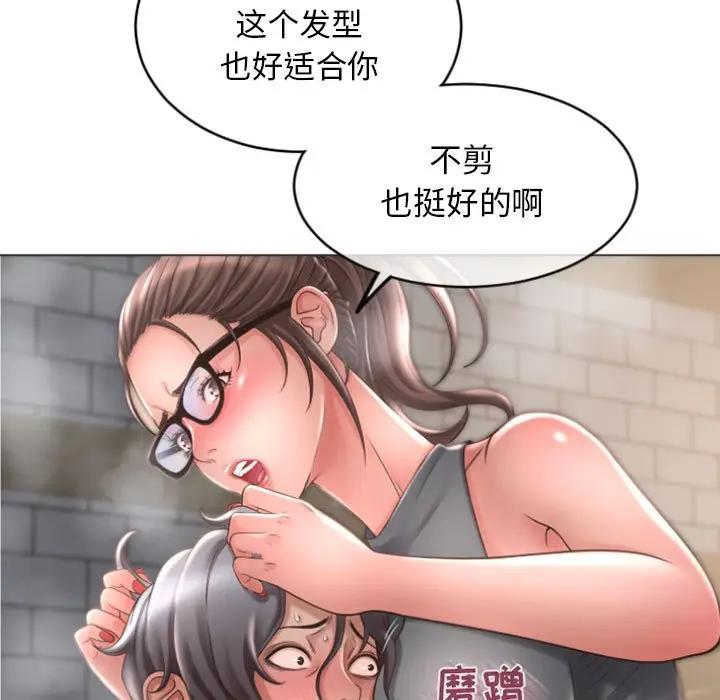 这个发型
也好适合你
不剪
也挺好的啊
磨蹭